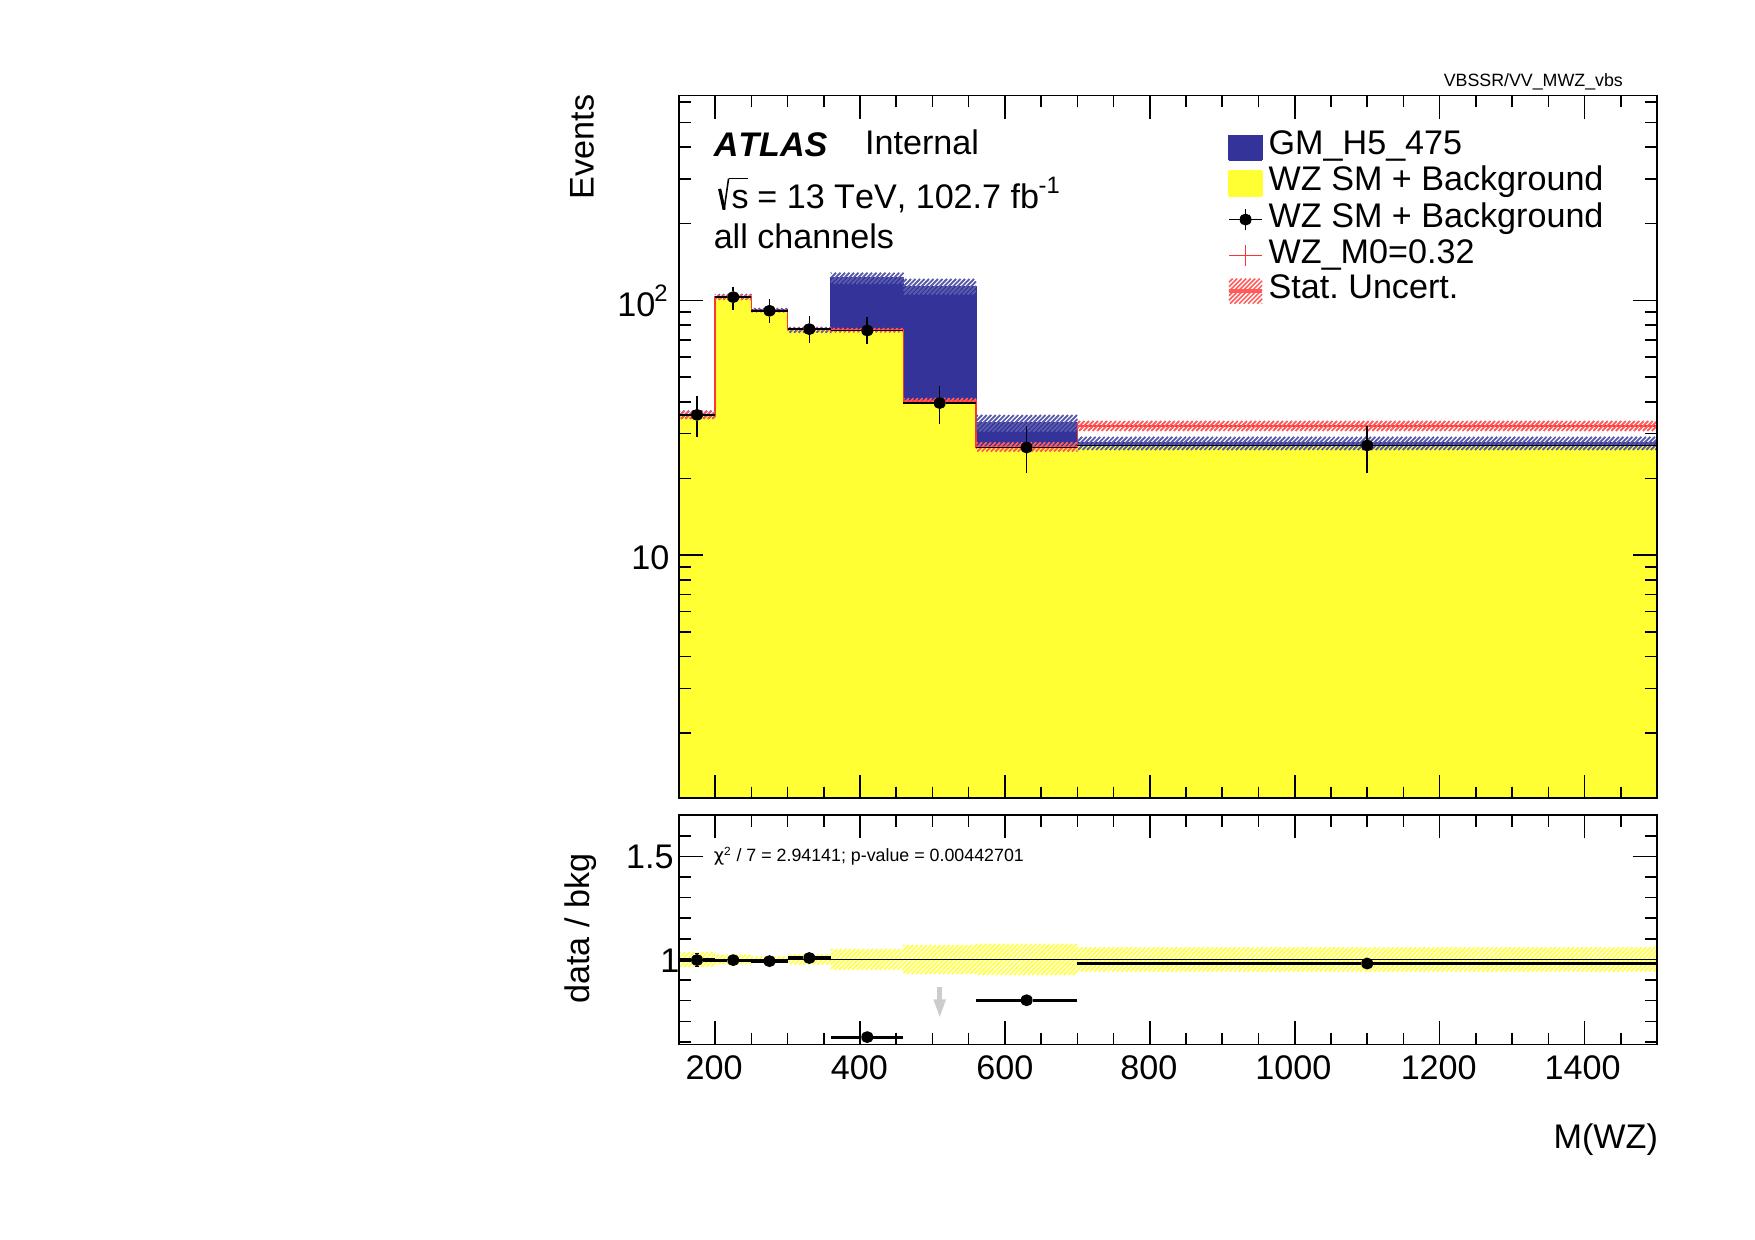 VBSSR/VV_MWZ_vbs
Events
ATLAS Internal
√s = 13 TeV, 102.7 fb⁻¹
all channels
GM_H5_475
WZ SM + Background
WZ SM + Background
WZ_M0=0.32
Stat. Uncert.
10²
10
data / bkg
1.5
1
χ² / 7 = 2.94141; p-value = 0.00442701
200 400 600 800 1000 1200 1400
M(WZ)